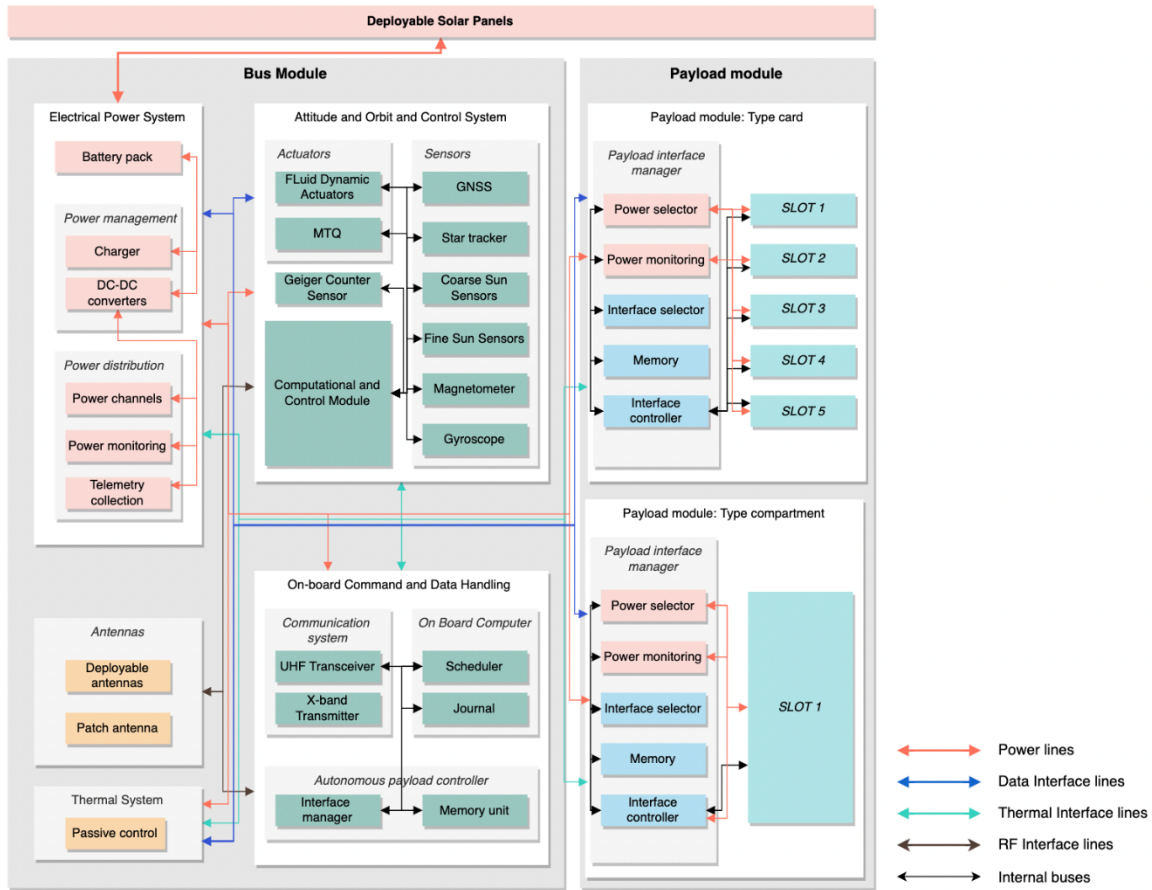 Deployable Solar Panels
Bus Module
Electrical Power System
Battery pack
Power management
Charger
DC-DC
converters
Power distribution
Power channels
Power monitoring
Telemetry
collection
Antennas
Deployable
antennas
Patch antenna
Thermal System
Passive control
Attitude and Orbit and Control System
Actuators
FLuid Dynamic
Actuators
MTQ
Geiger Counter
Sensor
Computational and
Control Module
Sensors
GNSS
Star tracker
Coarse Sun
Sensors
Fine Sun Sensors
Magnetometer
Gyroscope
On-board Command and Data Handling
Communication
system
UHF Transceiver
X-band
Transmitter
On Board Computer
Scheduler
Journal
Autonomous payload controller
Interface
manager
Memory unit
Payload module
Payload module: Type card
Payload interface
manager
Power selector
Power monitoring
Interface selector
Memory
Interface
controller
SLOT 1
SLOT 2
SLOT 3
SLOT 4
SLOT 5
Payload module: Type compartment
Payload interface
manager
Power selector
Power monitoring
Interface selector
Memory
Interface
controller
SLOT 1
Power lines
Data Interface lines
Thermal Interface lines
RF Interface lines
Internal buses